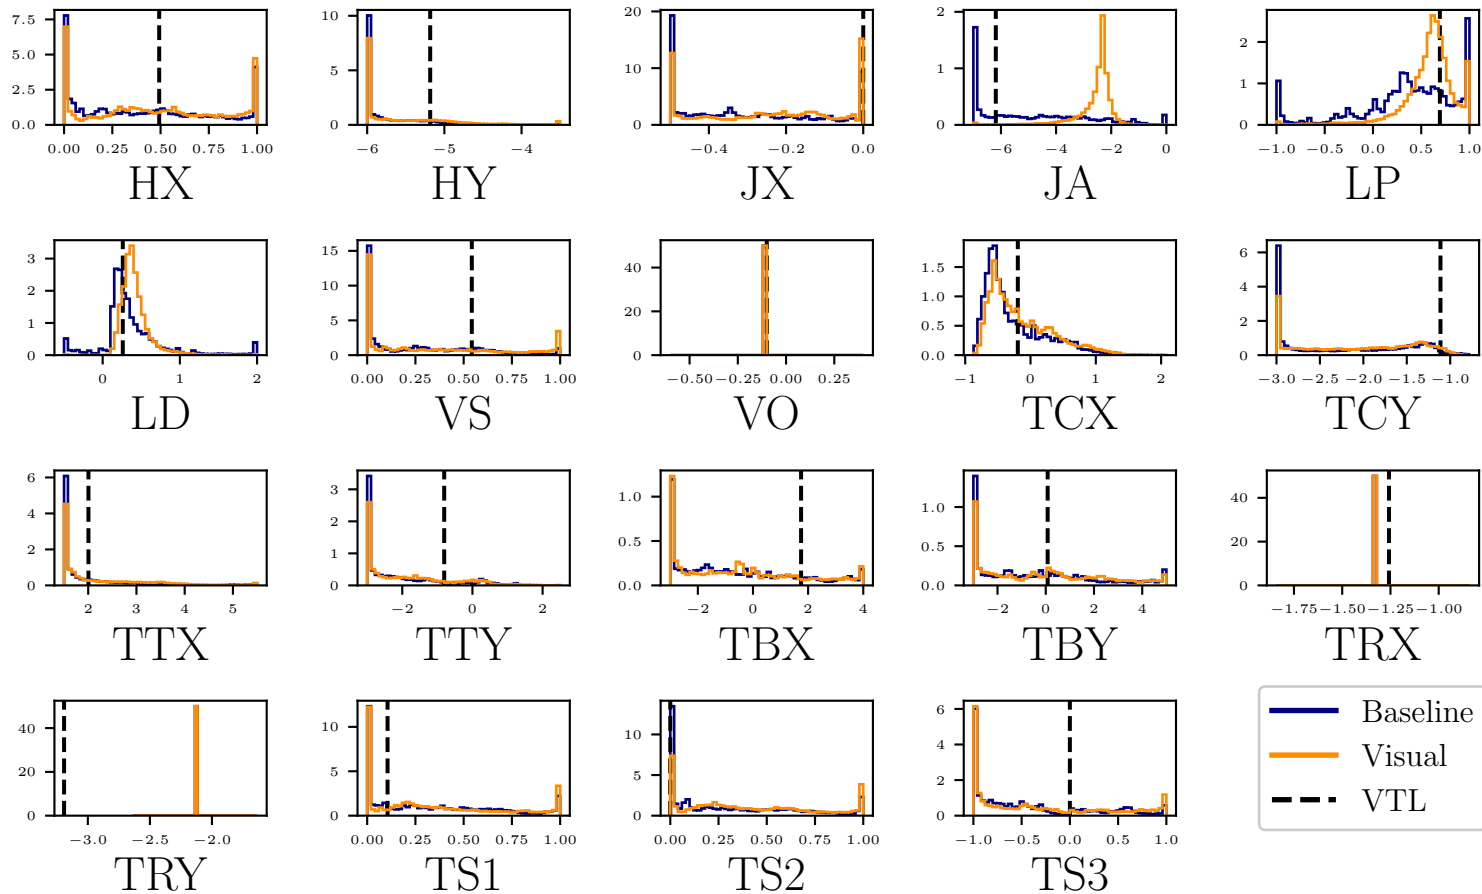 7.5
5.0
2.5
0.0
0.00 0.25 0.50 0.75 1.00
HX
10
5
0
−6 −5 −4
HY
20
10
0
−0.4 −0.2 0.0
JX
2
1
0
−6 −4 −2 0
JA
2
1
0
−1.0 −0.5 0.0 0.5 1.0
LP
3
2
1
0
0 1 2
LD
15
10
5
0
0.00 0.25 0.50 0.75 1.00
VS
40
20
0
−0.50 −0.25 0.00 0.25
VO
1.5
1.0
0.5
0.0
−1 0 1 2
TCX
6
4
2
0
−3.0 −2.5 −2.0 −1.5 −1.0
TCY
6
4
2
0
2 3 4 5
TTX
3
2
1
0
−2 0 2
TTY
1.0
0.5
0.0
−2 0 2 4
TBX
1.0
0.5
0.0
−2 0 2 4
TBY
40
20
0
−1.75 −1.50 −1.25 −1.00
TRX
40
20
0
−3.0 −2.5 −2.0
TRY
10
5
0
0.00 0.25 0.50 0.75 1.00
TS1
10
5
0
0.00 0.25 0.50 0.75 1.00
TS2
6
4
2
0
−1.0 −0.5 0.0 0.5 1.0
TS3
Baseline
Visual
VTL